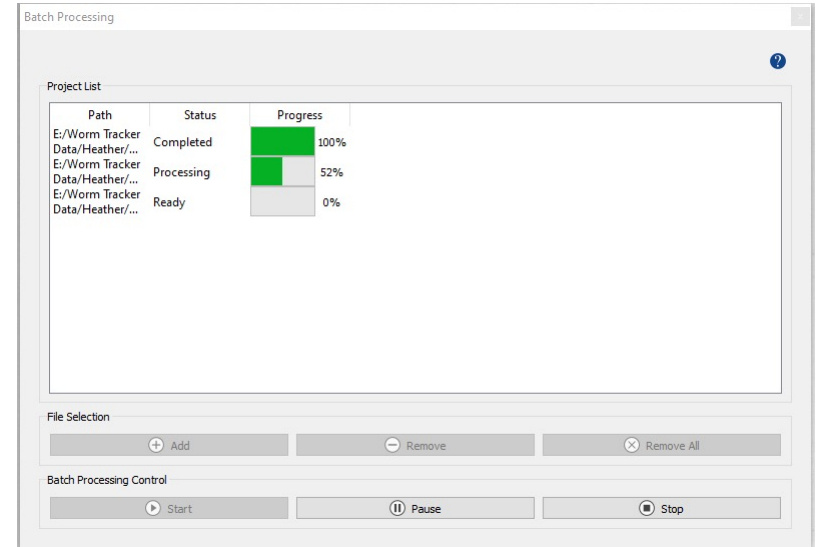 Batch Processing
?
Project List
Path Status Progress
E:/Worm Tracker
Data/Heather/... Completed 100%
E:/Worm Tracker
Data/Heather/... Processing 52%
E:/Worm Tracker
Data/Heather/... Ready 0%
File Selection
Add Remove Remove All
Batch Processing Control
Start Pause Stop